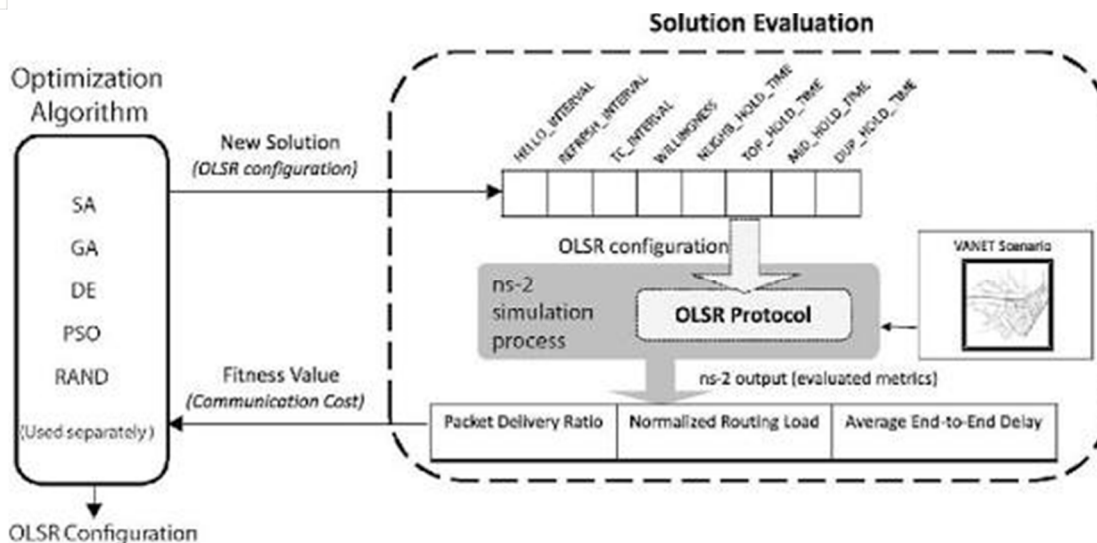 Solution Evaluation
Optimization
Algorithm
SA
GA
DE
PSO
RAND
(Used separately)
OLSR Configuration
New Solution
(OLSR configuration)
Fitness Value
(Communication Cost)
HELLO_INTERVAL
REFRESH_INTERVAL
TC_INTERVAL
WILLINGNESS
NEIGHB_HOLD_TIME
TOP_HOLD_TIME
MID_HOLD_TIME
DUP_HOLD_TIME
OLSR configuration
ns-2
simulation
process
OLSR Protocol
VANET Scenario
ns-2 output (evaluated metrics)
Packet Delivery Ratio
Normalized Routing Load
Average End-to-End Delay